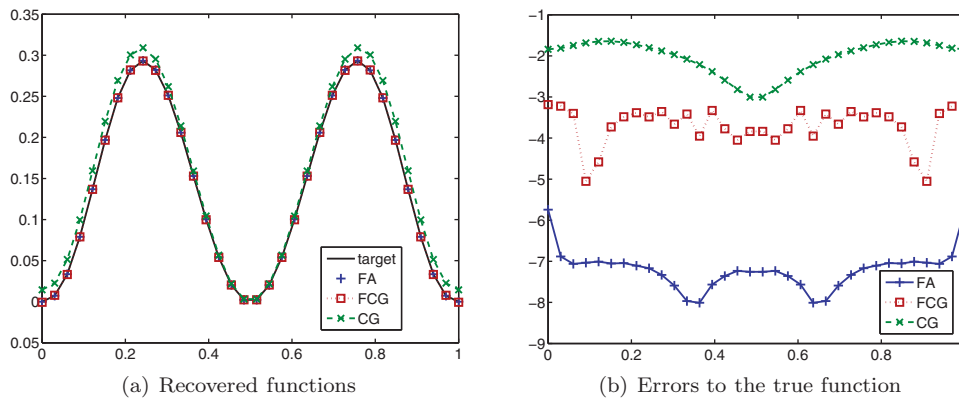 0.35
0.3
0.25
0.2
0.15
0.1
0.05
0
0.05
0 0.2 0.4 0.6 0.8 1
target
FA
FCG
CG
(a) Recovered functions
−1
−2
−3
−4
−5
−6
−7
−8
−9
0 0.2 0.4 0.6 0.8
FA
FCG
CG
(b) Errors to the true function